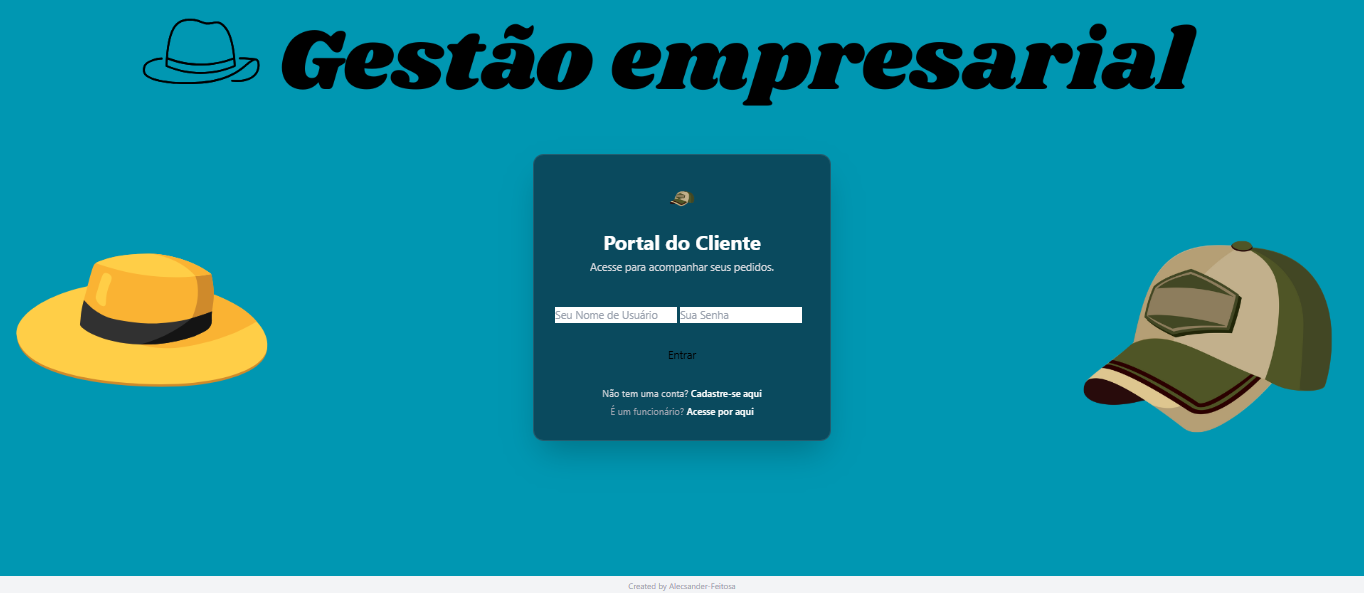 Gestão empresarial
Portal do Cliente
Acesse para acompanhar seus pedidos.
Seu Nome de Usuário Sua Senha
Entrar
Não tem uma conta? Cadastre-se aqui
É um funcionário? Acesse por aqui
Created by Alecsander-Feitosa